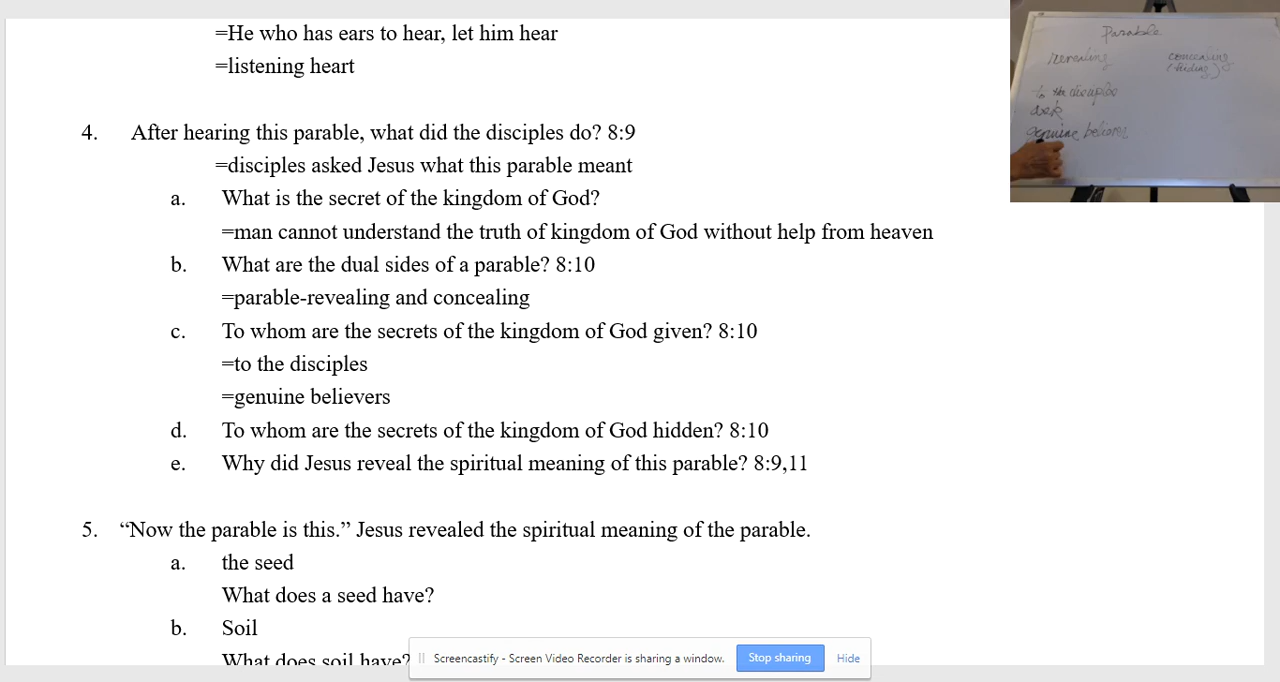 =He who has ears to hear, let him hear
=listening heart
4. After hearing this parable, what did the disciples do? 8:9
=disciples asked Jesus what this parable meant
a. What is the secret of the kingdom of God?
=man cannot understand the truth of kingdom of God without help from heaven
b. What are the dual sides of a parable? 8:10
=parable-revealing and concealing
c. To whom are the secrets of the kingdom of God given? 8:10
=to the disciples
=genuine believers
d. To whom are the secrets of the kingdom of God hidden? 8:10
e. Why did Jesus reveal the spiritual meaning of this parable? 8:9,11
5. “Now the parable is this.” Jesus revealed the spiritual meaning of the parable.
a. the seed
What does a seed have?
b. Soil
What does soil have?
Screencastify - Screen Video Recorder is sharing a window.
Stop sharing
Hide
Parable
revealing
concealing
(hiding)
to the disciples
genuine believers